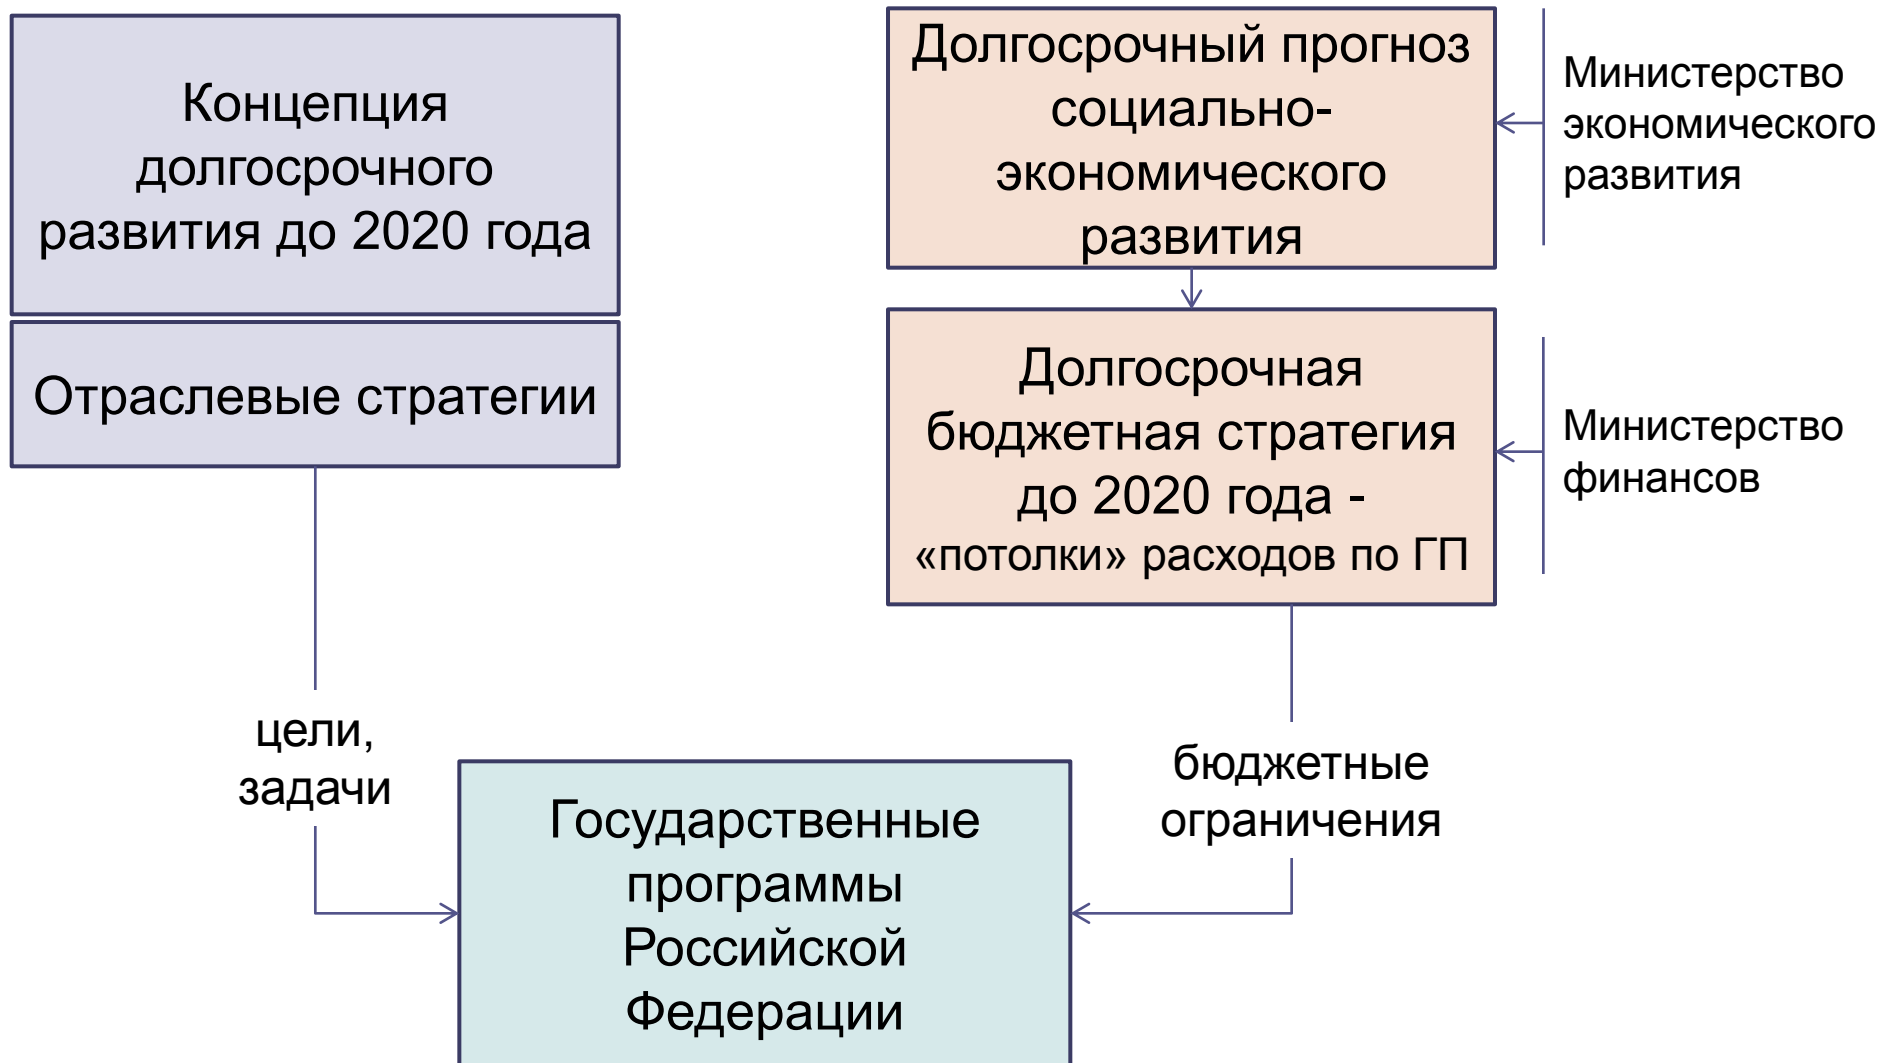 Концепция
долгосрочного
развития до 2020 года
Отраслевые стратегии
цели,
задачи
Долгосрочный прогноз
социально-
экономического
развития
Министерство
экономического
развития
Долгосрочная
бюджетная стратегия
до 2020 года -
«потолки» расходов по ГП
Министерство
финансов
бюджетные
ограничения
Государственные
программы
Российской
Федерации